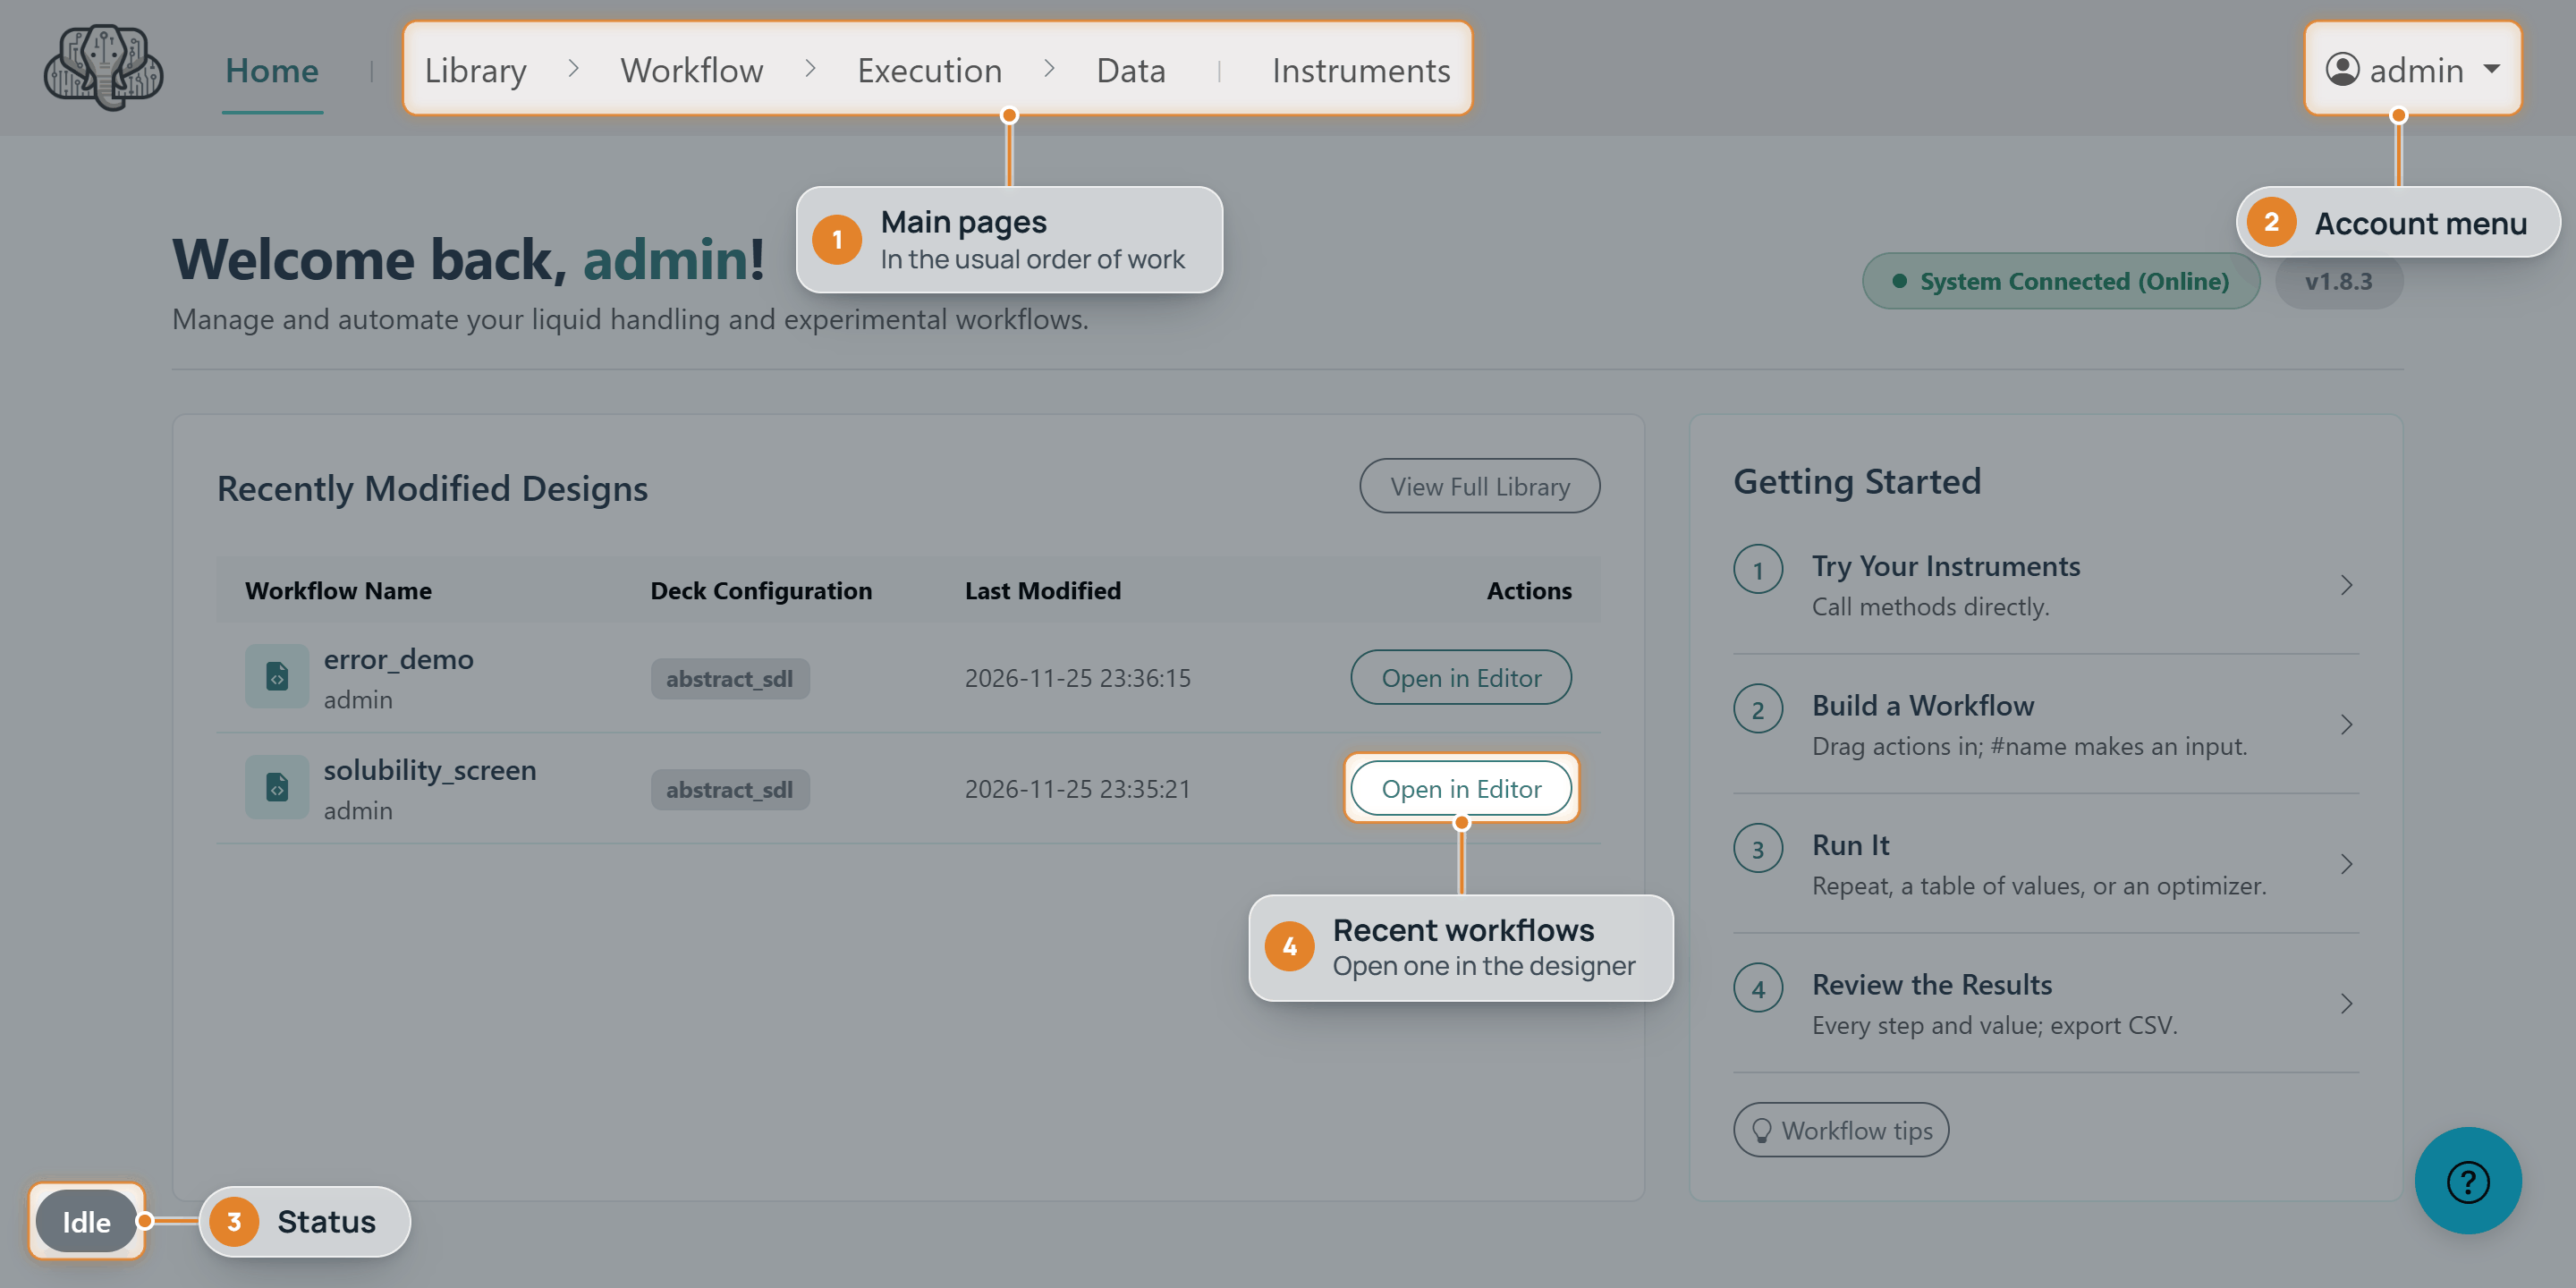 Home | Library > Workflow > Execution > Data | Instruments
admin
1 Main pages
In the usual order of work
2 Account menu
Welcome back, admin!
Manage and automate your liquid handling and experimental workflows.
System Connected (Online)
v1.8.3
Recently Modified Designs
View Full Library
Workflow Name Deck Configuration Last Modified Actions
error_demo
admin
abstract_sdl
2026-11-25 23:36:15
Open in Editor
solubility_screen
admin
abstract_sdl
2026-11-25 23:35:21
Open in Editor
4 Recent workflows
Open one in the designer
Getting Started
1 Try Your Instruments
Call methods directly.
2 Build a Workflow
Drag actions in; #name makes an input.
3 Run It
Repeat, a table of values, or an optimizer.
4 Review the Results
Every step and value; export CSV.
Workflow tips
Idle
3 Status
?